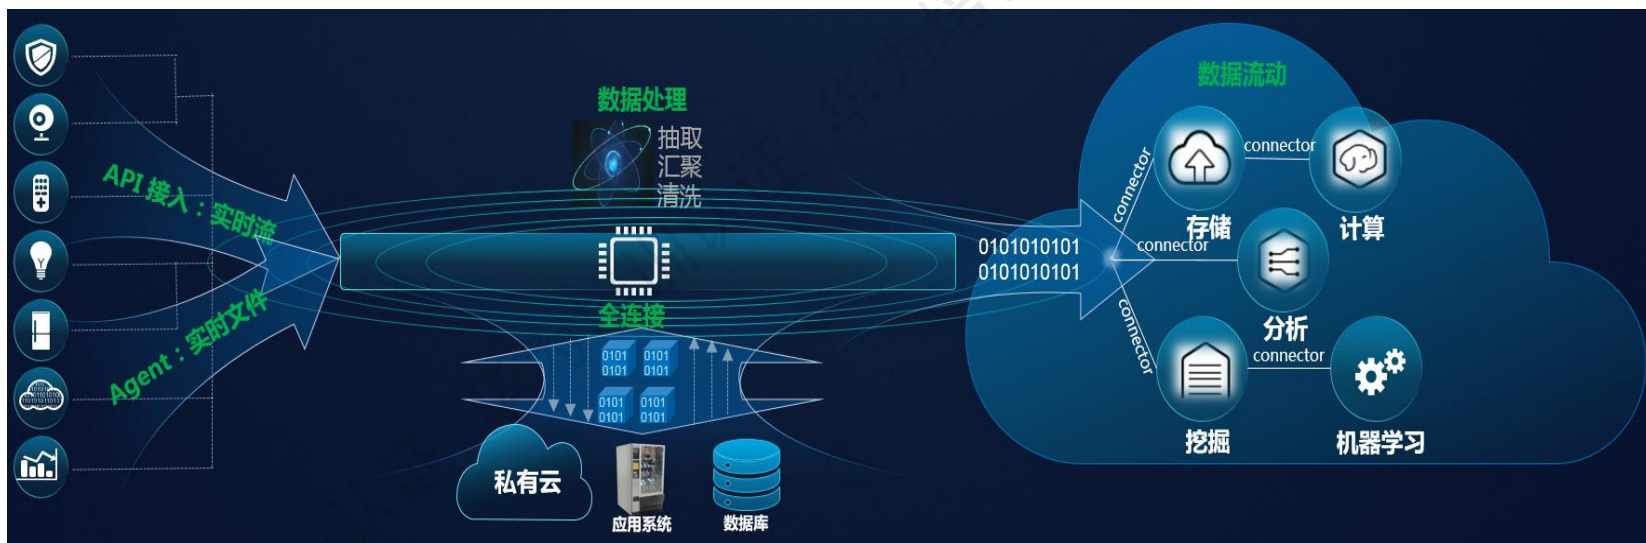 数据处理
抽取
汇聚
清洗
API 接入：实时流
Agent：实时文件
全连接
0101
0101
0101
0101
0101
0101
0101
0101
私有云
应用系统
数据库
0101010101
0101010101
数据流动
connector
connector
connector
connector
connector
存储
计算
分析
挖掘
机器学习